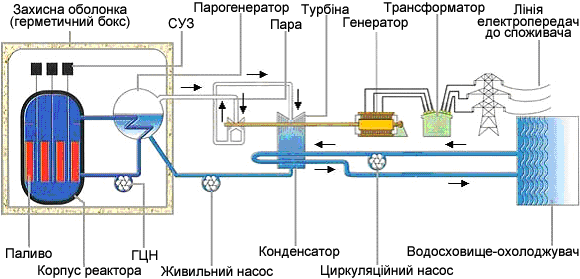 Захисна оболонка
(герметичний бокс)
СУЗ
Парогенератор
Пара
Турбіна
Генератор
Трансформатор
Лінія
електропередач
до споживача
Паливо
Корпус реактора
ГЦН
Живильний насос
Конденсатор
Циркуляційний насос
Водосховище-охолоджувач